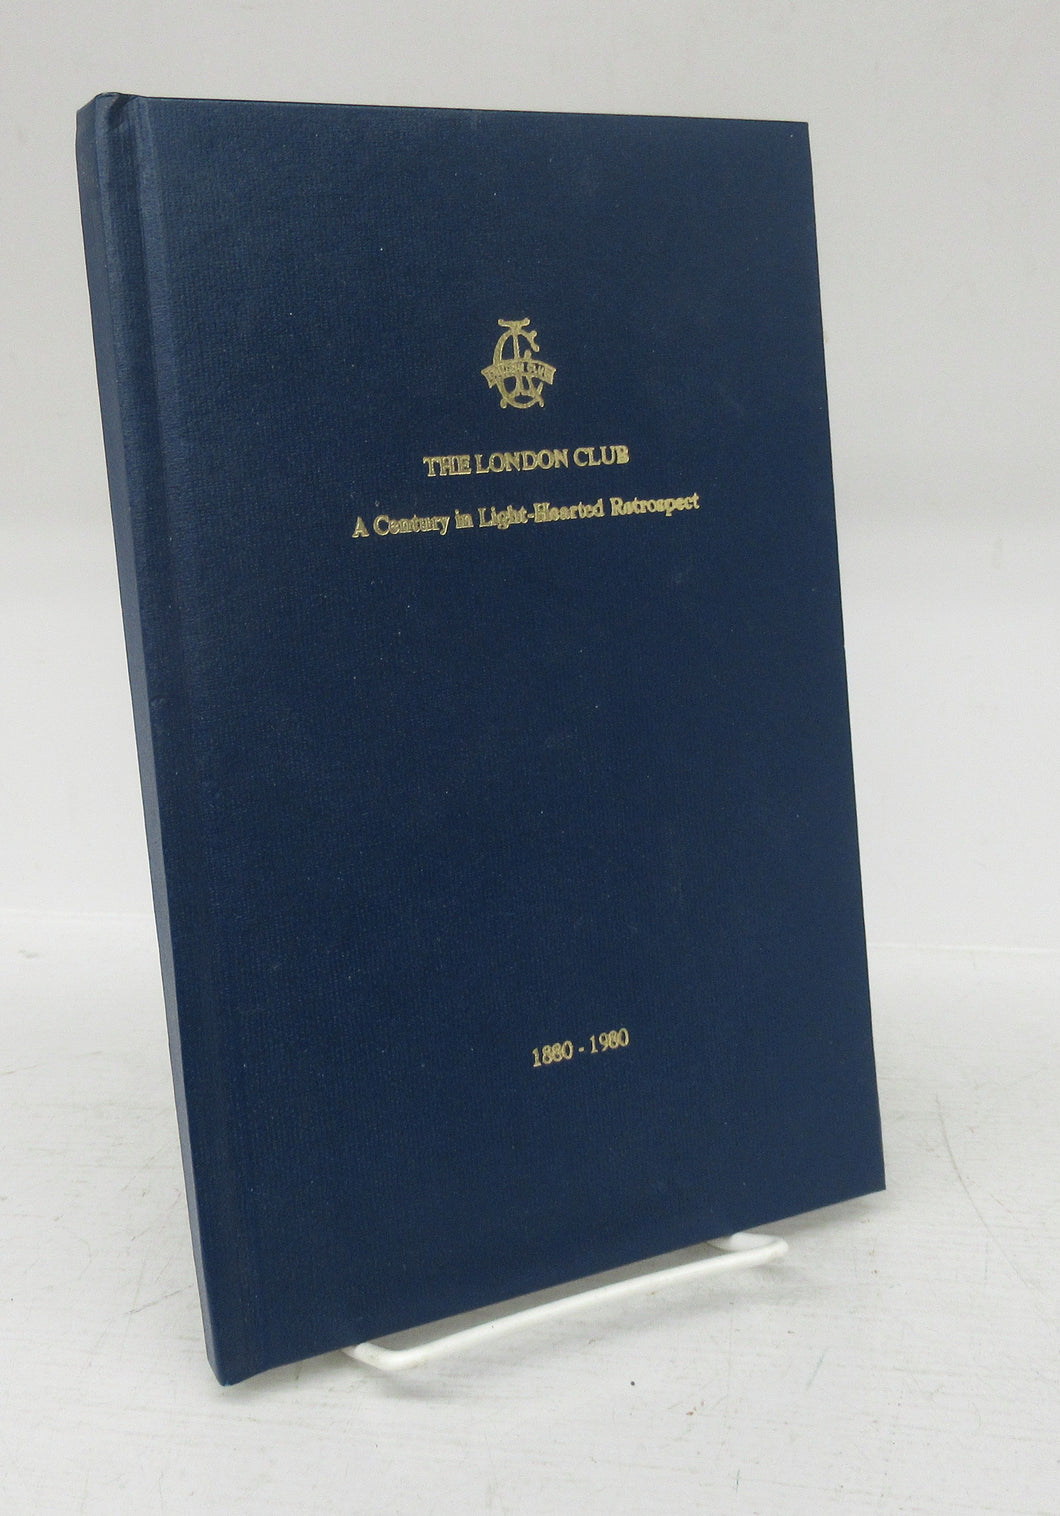 LONDON CLUB
THE LONDON CLUB
A Century in Light-Hearted Retrospect
1880 - 1980